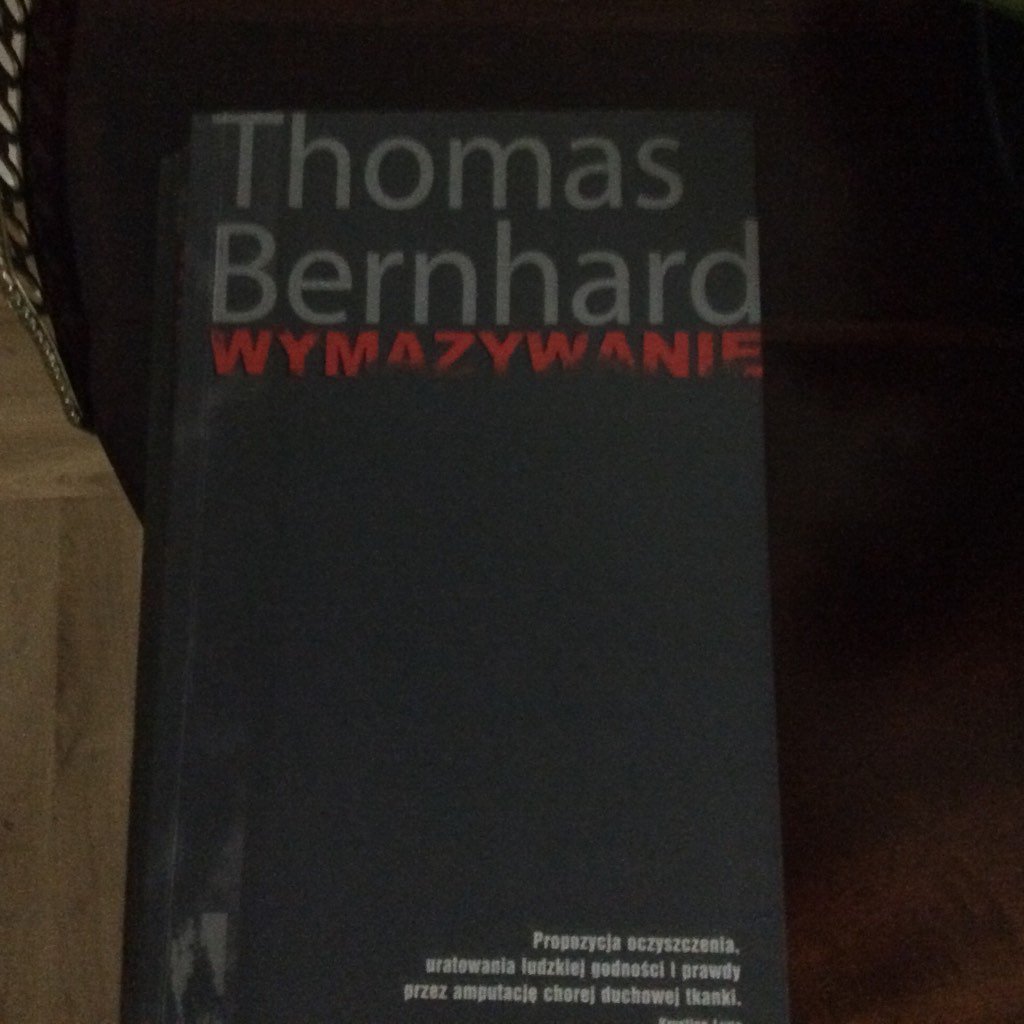 Thomas
Bernhard
WYMAZYWANIE
Propozycja oczyszczenia,
uratowania ludzkiej godności i prawdy
przez amputację chorej duchowej tkanki.